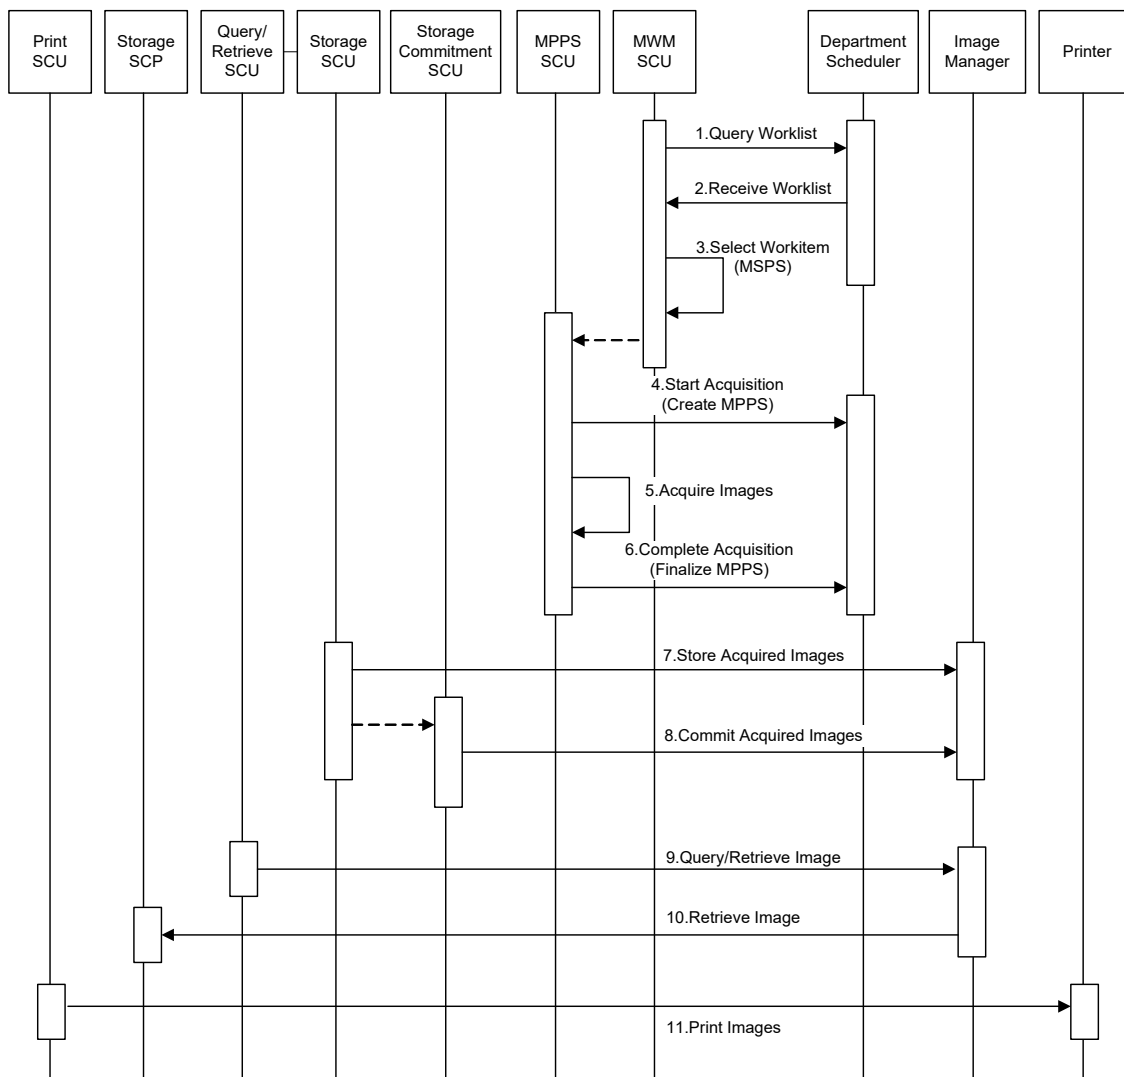 Print
SCU
Storage
SCP
Query/
Retrieve
SCU
Storage
SCU
Storage
Commitment
SCU
MPPS
SCU
MWM
SCU
Department
Scheduler
Image
Manager
Printer
1.Query Worklist
2.Receive Worklist
3.Select Workitem
(MSPS)
4.Start Acquisition
(Create MPPS)
5.Acquire Images
6.Complete Acquisition
(Finalize MPPS)
7.Store Acquired Images
8.Commit Acquired Images
9.Query/Retrieve Image
10.Retrieve Image
11.Print Images